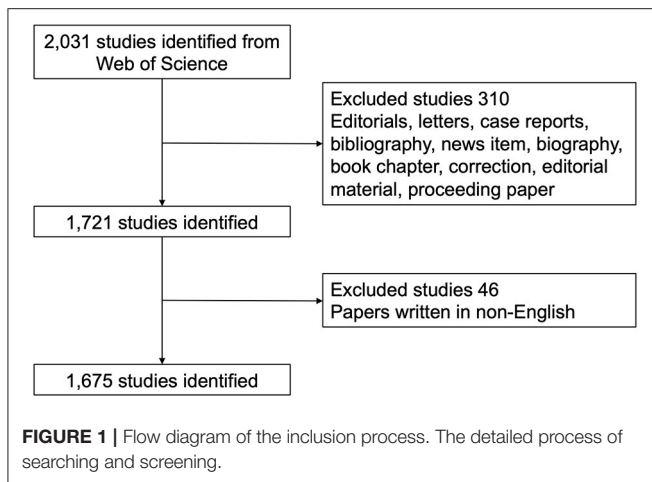 2,031 studies identified from
Web of Science
Excluded studies 310
Editorials, letters, case reports,
bibliography, news item, biography,
book chapter, correction, editorial
material, proceeding paper
1,721 studies identified
Excluded studies 46
Papers written in non-English
1,675 studies identified
FIGURE 1 | Flow diagram of the inclusion process. The detailed process of
searching and screening.